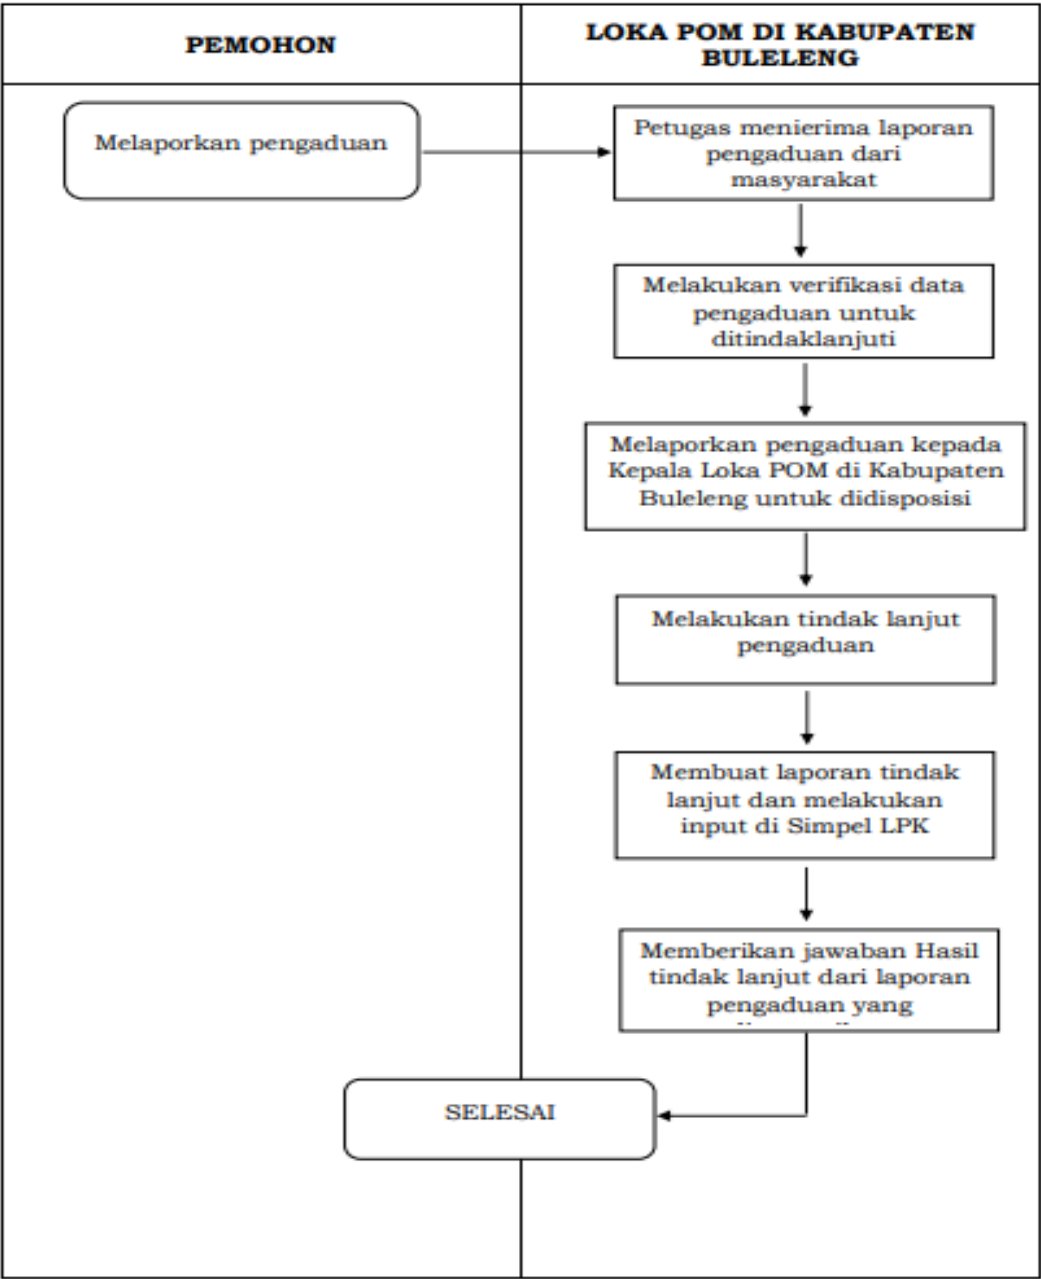 PEMOHON
LOKA POM DI KABUPATEN
BULELENG
Melaporkan pengaduan
Petugas menierima laporan
pengaduan dari
masyarakat
Melakukan verifikasi data
pengaduan untuk
ditindaklanjuti
Melaporkan pengaduan kepada
Kepala Loka POM di Kabupaten
Buleleng untuk didisposisi
Melakukan tindak lanjut
pengaduan
Membuat laporan tindak
lanjut dan melakukan
input di Simpel LPK
Memberikan jawaban Hasil
tindak lanjut dari laporan
pengaduan yang
SELESAI